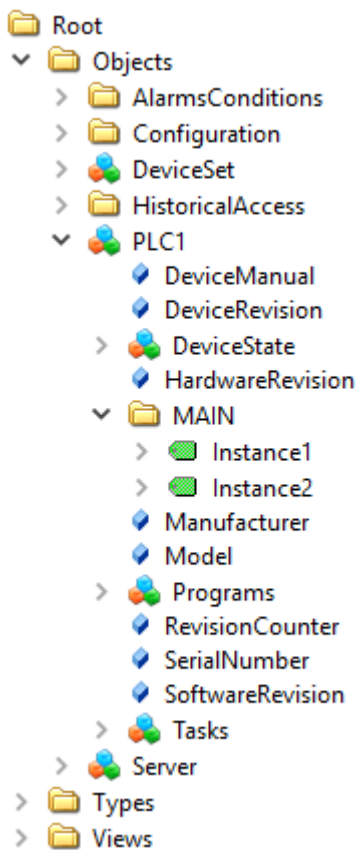 Root
Objects
AlarmsConditions
Configuration
DeviceSet
HistoricalAccess
PLC1
DeviceManual
DeviceRevision
DeviceState
HardwareRevision
MAIN
Instance1
Instance2
Manufacturer
Model
Programs
RevisionCounter
SerialNumber
SoftwareRevision
Tasks
Server
Types
Views